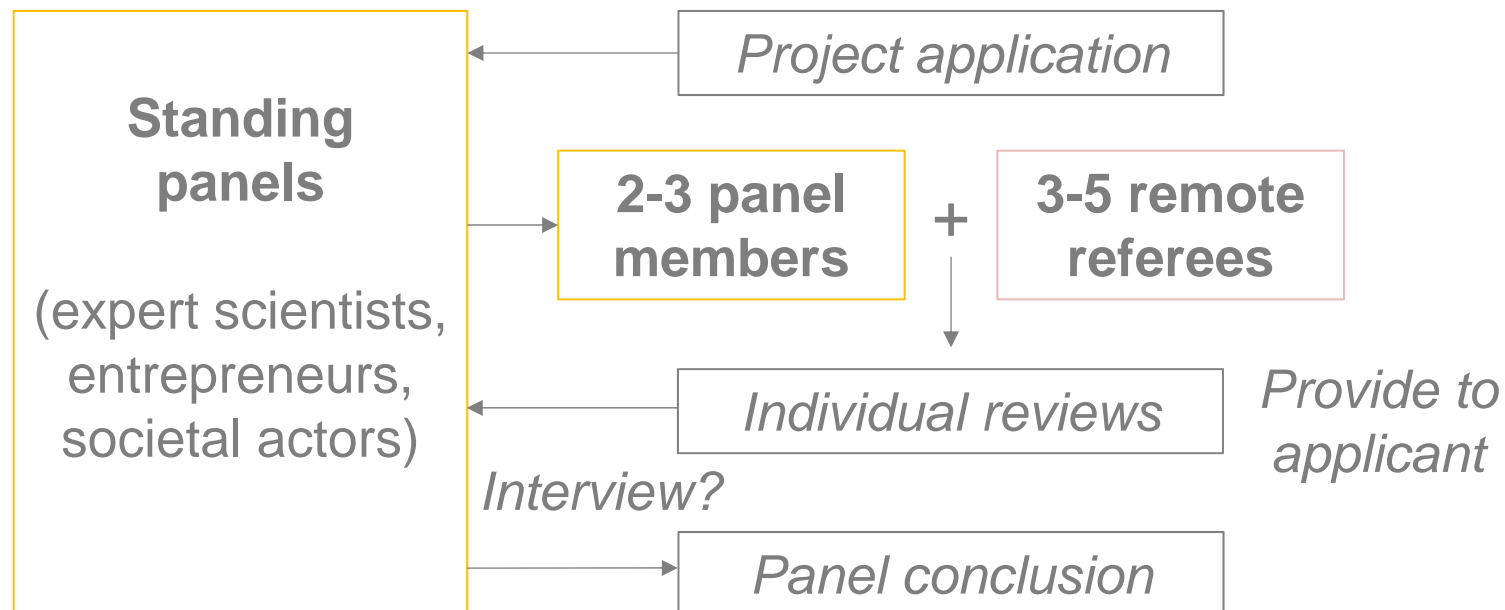 Standing
panels
(expert scientists,
entrepreneurs,
societal actors)
Project application
2-3 panel
members
+
3-5 remote
referees
Individual reviews
Provide to
applicant
Interview?
Panel conclusion